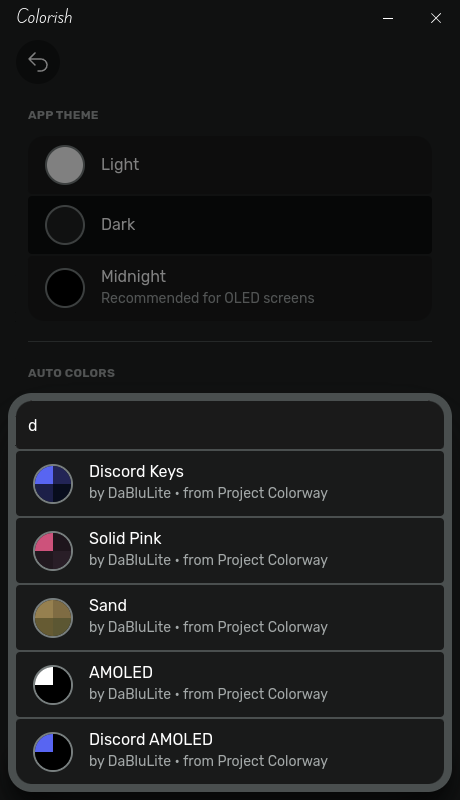 Colorish
APP THEME
Light
Dark
Midnight
Recommended for OLED screens
AUTO COLORS
d
Discord Keys
by DaBluLite • from Project Colorway
Solid Pink
by DaBluLite • from Project Colorway
Sand
by DaBluLite • from Project Colorway
AMOLED
by DaBluLite • from Project Colorway
Discord AMOLED
by DaBluLite • from Project Colorway